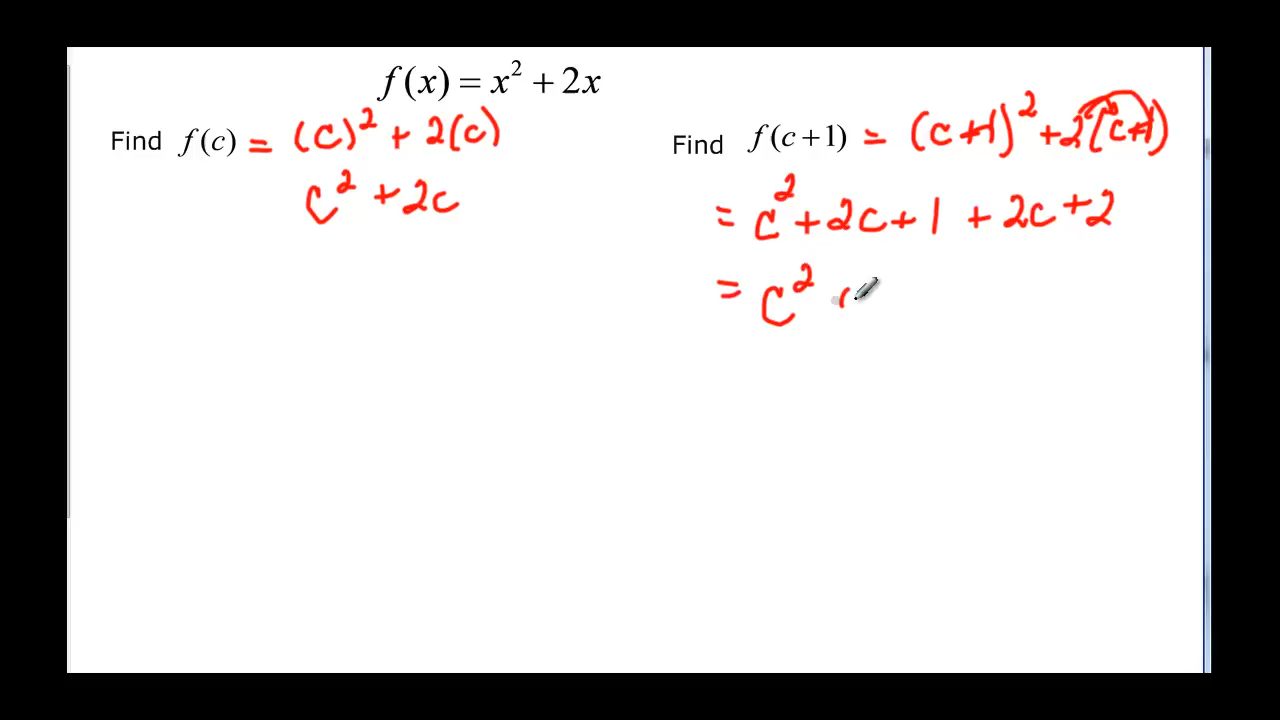 f(x) = x² + 2x
Find f(c) = (c)² + 2(c)
c² + 2c
Find f(c + 1) = (c+1)² + 2(c+1)
= c² + 2c + 1 + 2c + 2
= c²